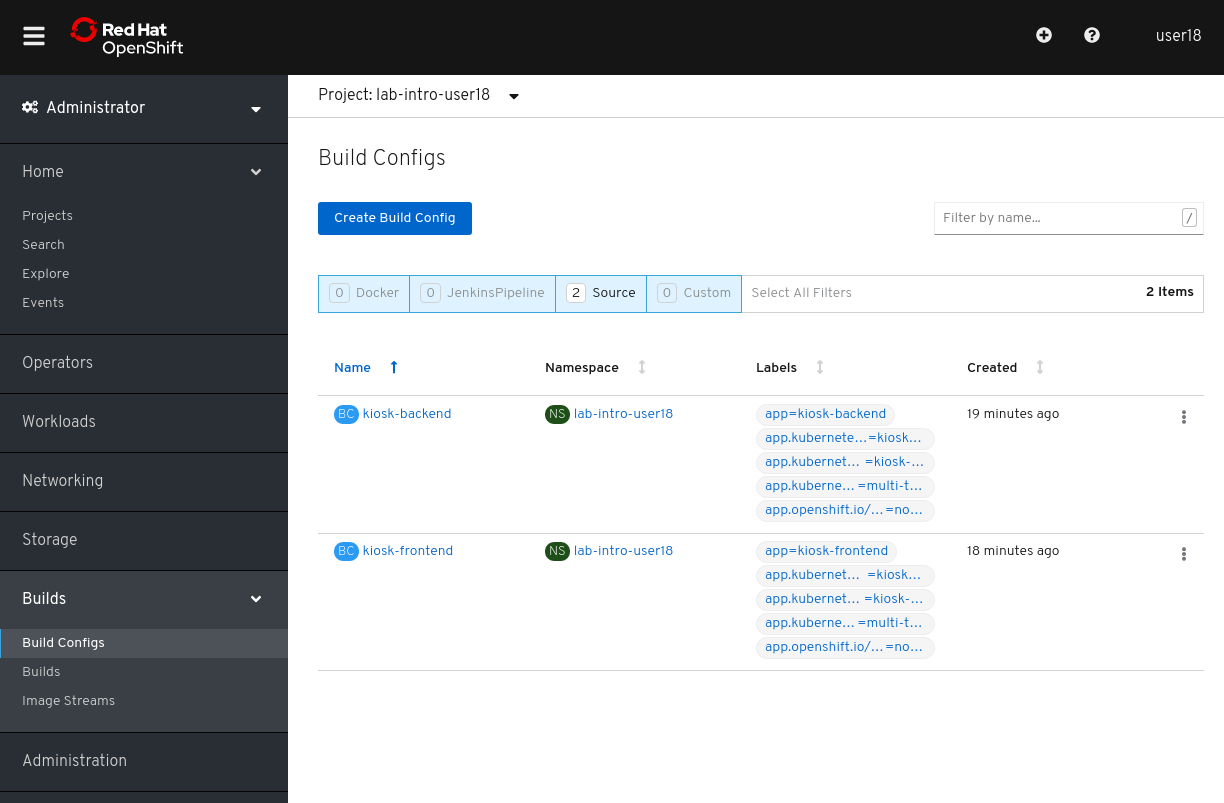 Red Hat
OpenShift
user18
Administrator
Home
Projects
Search
Explore
Events
Operators
Workloads
Networking
Storage
Builds
Build Configs
Builds
Image Streams
Administration
Project: lab-intro-user18
Build Configs
Create Build Config
Filter by name...
/
0 Docker 0 JenkinsPipeline 2 Source 0 Custom Select All Filters 2 Items
Name Namespace Labels Created
BC kiosk-backend NS lab-intro-user18 app=kiosk-backend 19 minutes ago
app.kubernete... =kiosk...
app.kubernet... =kiosk-...
app.kuberne... =multi-t...
app.openshift.io/... =no...
BC kiosk-frontend NS lab-intro-user18 app=kiosk-frontend 18 minutes ago
app.kubernet... =kiosk...
app.kubernet... =kiosk-...
app.kuberne... =multi-t...
app.openshift.io/... =no...